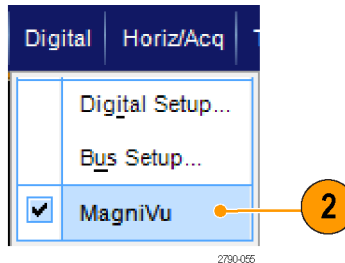 Digital Horiz/Acq
Digital Setup...
Bus Setup...
MagniVu
2
2790-055